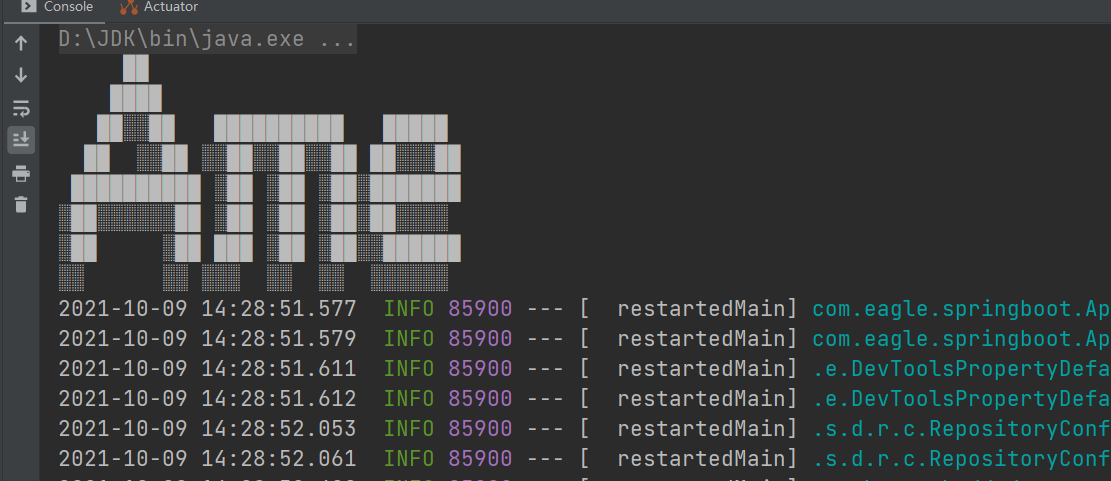 Console Actuator
D:\JDK\bin\java.exe ...
2021-10-09 14:28:51.577  INFO 85900 --- [  restartedMain] com.eagle.springboot.Ap
2021-10-09 14:28:51.579  INFO 85900 --- [  restartedMain] com.eagle.springboot.Ap
2021-10-09 14:28:51.611  INFO 85900 --- [  restartedMain] .e.DevToolsPropertyDefa
2021-10-09 14:28:51.612  INFO 85900 --- [  restartedMain] .e.DevToolsPropertyDefa
2021-10-09 14:28:52.053  INFO 85900 --- [  restartedMain] .s.d.r.c.RepositoryConf
2021-10-09 14:28:52.061  INFO 85900 --- [  restartedMain] .s.d.r.c.RepositoryConf